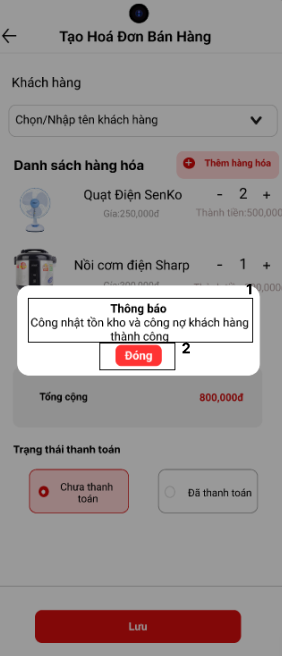 Tạo Hoá Đơn Bán Hàng
Khách hàng
Chọn/Nhập tên khách hàng
Danh sách hàng hóa
Thêm hàng hóa
Quạt Điện SenKo
- 2 +
Gía:250,000đ
Thành tiền:500,000
Nồi cơm điện Sharp
- 1 +
1
Thông báo
Công nhật tồn kho và công nợ khách hàng
thành công
Đóng
2
Tổng cộng
800,000đ
Trạng thái thanh toán
Chưa thanh
toán
Đã thanh toán
Lưu